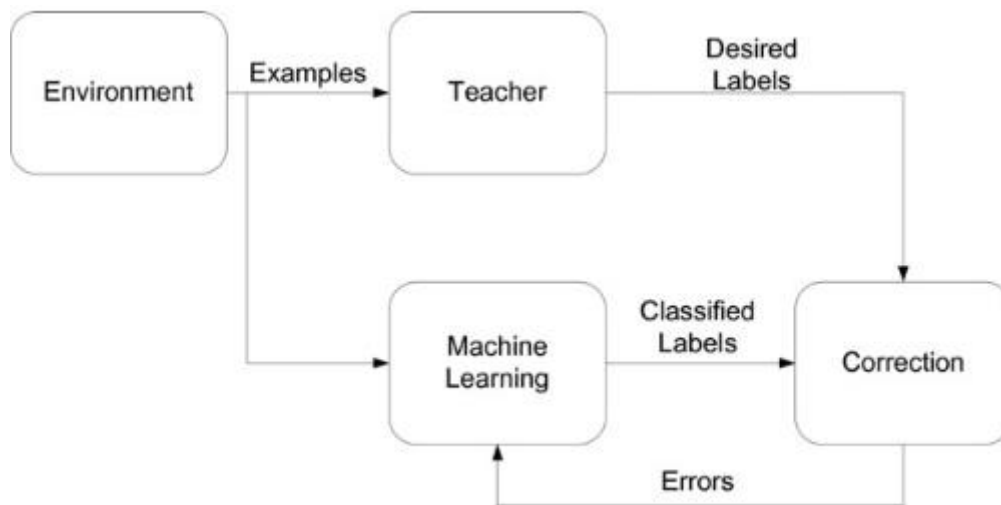 Environment
Examples
Teacher
Desired
Labels
Machine
Learning
Classified
Labels
Correction
Errors